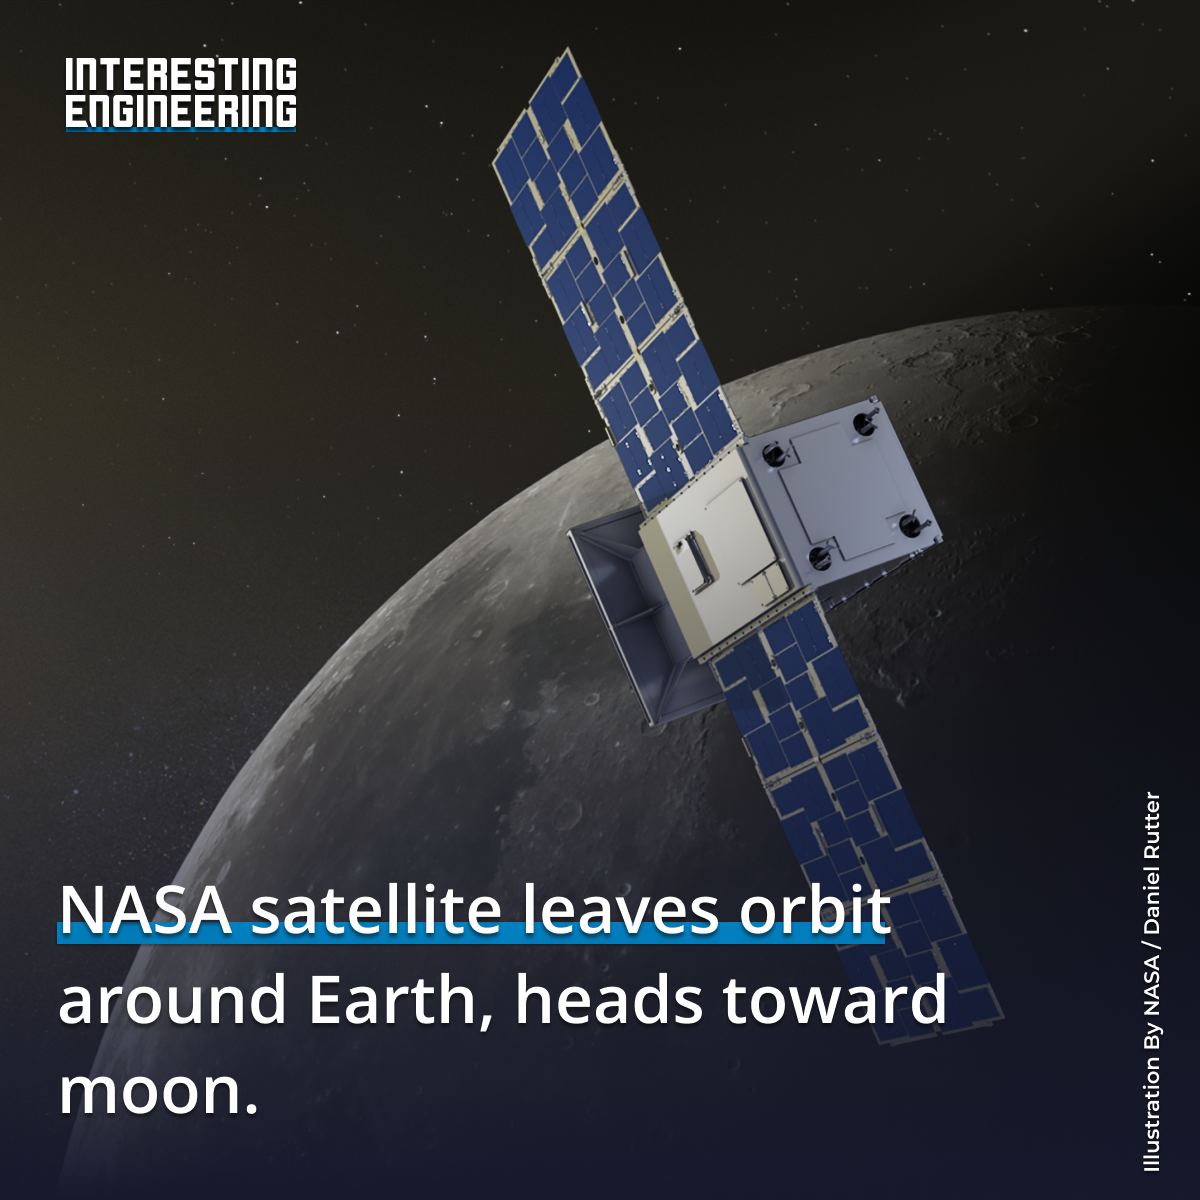 INTERESTING
ENGINEERING
NASA satellite leaves orbit
around Earth, heads toward
moon.
Illustration By NASA / Daniel Rutter